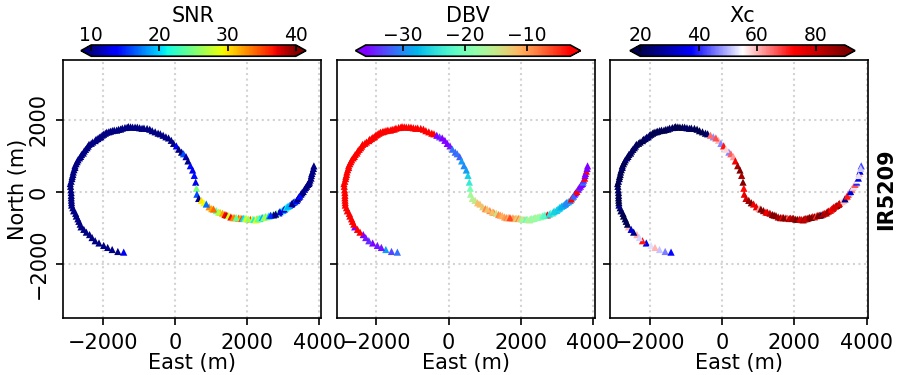 SNR DBV Xc
10 20 30 40 −30 −20 −10 20 40 60 80
2000
0
−2000
North (m)
IR5209
−2000 0 2000 4000 −2000 0 2000 4000 −2000 0 2000 4000
East (m) East (m) East (m)